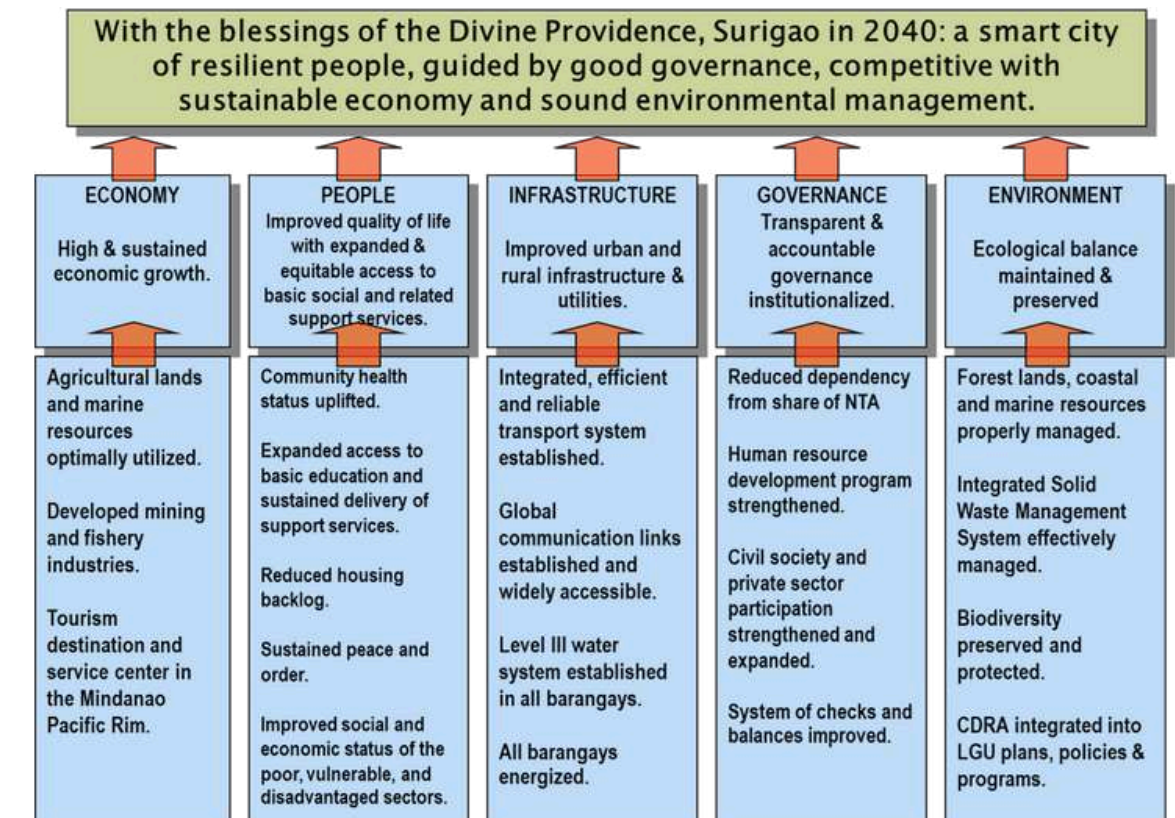 With the blessings of the Divine Providence, Surigao in 2040: a smart city
of resilient people, guided by good governance, competitive with
sustainable economy and sound environmental management.
ECONOMY
High & sustained
economic growth.
PEOPLE
Improved quality of life
with expanded &
equitable access to
basic social and related
support services.
INFRASTRUCTURE
Improved urban and
rural infrastructure &
utilities.
GOVERNANCE
Transparent &
accountable
governance
institutionalized.
ENVIRONMENT
Ecological balance
maintained &
preserved
Agricultural lands
and marine
resources
optimally utilized.
Developed mining
and fishery
industries.
Tourism
destination and
service center in
the Mindanao
Pacific Rim.
Community health
status uplifted.
Expanded access to
basic education and
sustained delivery of
support services.
Reduced housing
backlog.
Sustained peace and
order.
Improved social and
economic status of the
poor, vulnerable, and
disadvantaged sectors.
Integrated, efficient
and reliable
transport system
established.
Global
communication links
established and
widely accessible.
Level III water
system established
in all barangays.
All barangays
energized.
Reduced dependency
from share of NTA
Human resource
development program
strengthened.
Civil society and
private sector
participation
strengthened and
expanded.
System of checks and
balances improved.
Forest lands, coastal
and marine resources
properly managed.
Integrated Solid
Waste Management
System effectively
managed.
Biodiversity
preserved and
protected.
CDRA integrated into
LGU plans, policies &
programs.